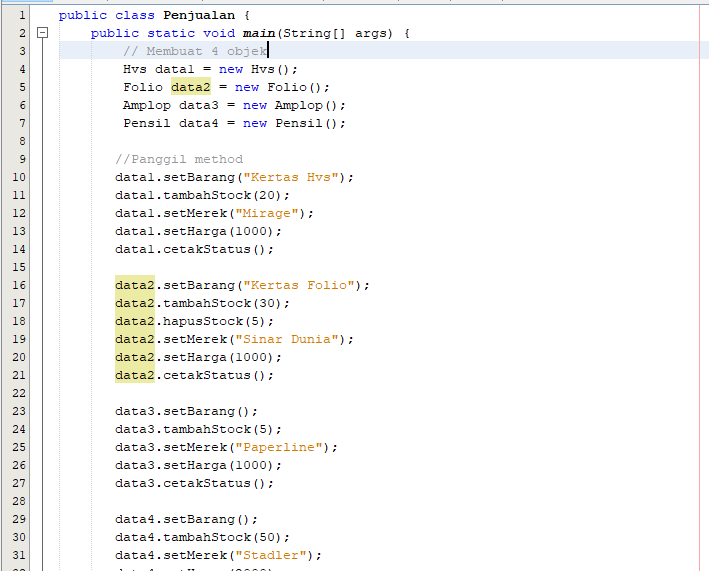 1 public class Penjualan {
2 public static void main(String[] args) {
3 // Membuat 4 objek
4 Hvs data1 = new Hvs();
5 Folio data2 = new Folio();
6 Amplop data3 = new Amplop();
7 Pensil data4 = new Pensil();
8
9 //Panggil method
10 data1.setBarang("Kertas Hvs");
11 data1.tambahStock(20);
12 data1.setMerek("Mirage");
13 data1.setHarga(1000);
14 data1.cetakStatus();
15
16 data2.setBarang("Kertas Folio");
17 data2.tambahStock(30);
18 data2.hapusStock(5);
19 data2.setMerek("Sinar Dunia");
20 data2.setHarga(1000);
21 data2.cetakStatus();
22
23 data3.setBarang();
24 data3.tambahStock(5);
25 data3.setMerek("Paperline");
26 data3.setHarga(1000);
27 data3.cetakStatus();
28
29 data4.setBarang();
30 data4.tambahStock(50);
31 data4.setMerek("Stadler");